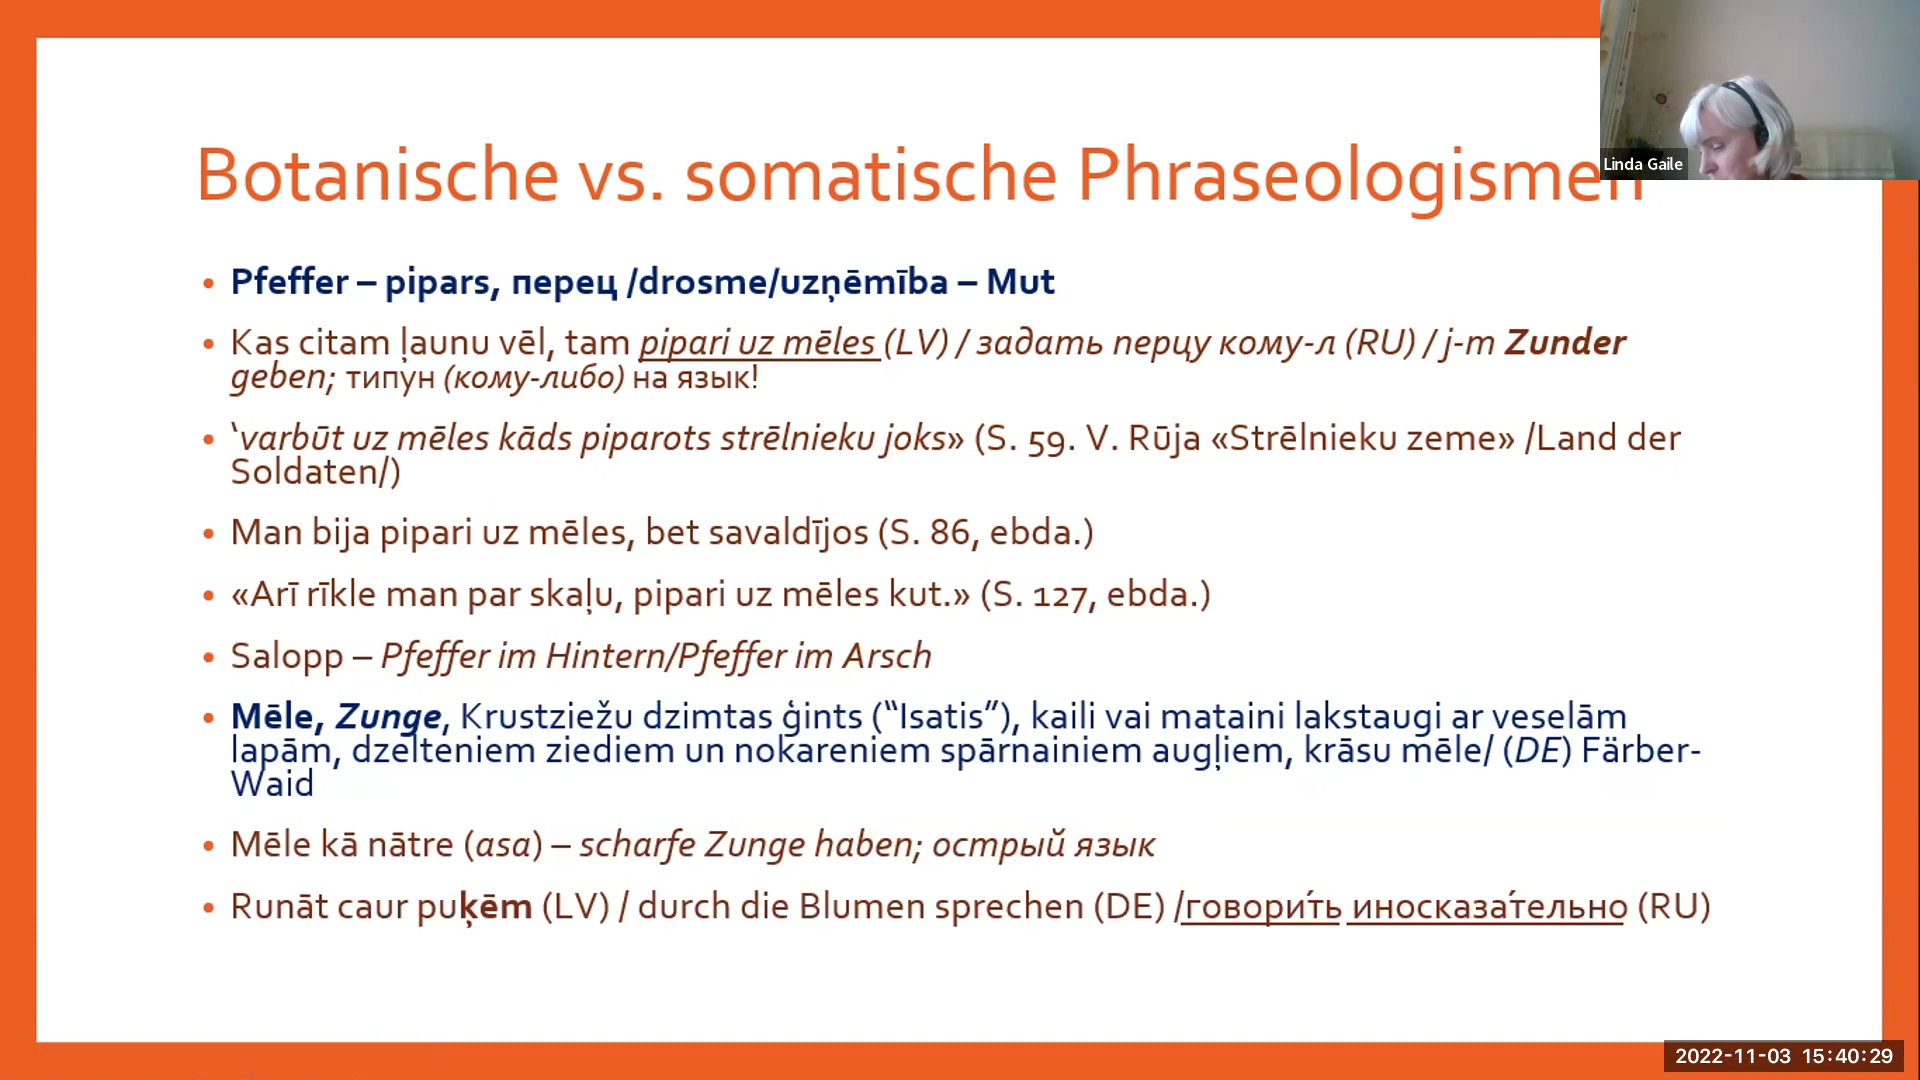 Botanische vs. somatische Phraseologismen
Linda Gaile
• Pfeffer – pipars, перец /drosme/uzņēmība – Mut
• Kas citam ļaunu vēl, tam pipari uz mēles (LV) / задать перцу кому-л (RU) / j-m Zunder
geben; типун (кому-либо) на язык!
• ‘varbūt uz mēles kāds piparots strēlnieku joks» (S. 59. V. Rūja «Strēlnieku zeme» /Land der
Soldaten/)
• Man bija pipari uz mēles, bet savaldījos (S. 86, ebda.)
• «Arī rīkle man par skaļu, pipari uz mēles kut.» (S. 127, ebda.)
• Salopp – Pfeffer im Hintern/Pfeffer im Arsch
• Mēle, Zunge, Krustziežu dzimtas ģints (“Isatis”), kaili vai mataini lakstaugi ar veselām
lapām, dzelteniem ziediem un nokareniem spārnainiem augļiem, krāsu mēle/ (DE) Färber-
Waid
• Mēle kā nātre (asa) – scharfe Zunge haben; острый язык
• Runāt caur puķēm (LV) / durch die Blumen sprechen (DE) /говори́ть иносказа́тельно (RU)
2022-11-03 15:40:29